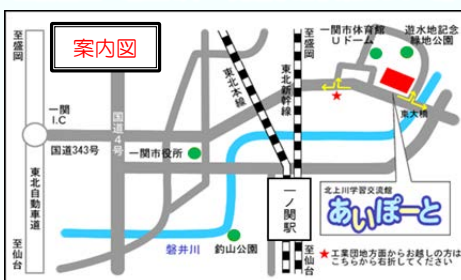 案内図
至盛岡
至盛岡
一関市体育館
Uドーム
遊水地記念
緑地公園
東北本線
東北新幹線
一関
I.C
国道4号
国道343号
一関市役所
東大橋
★
東北自動車道
一ノ関駅
北上川学習交流館
あいぽーと
磐井川
釣山公園
至仙台
至仙台
★工業団地方面からお越しの方は
こちらから右折してください